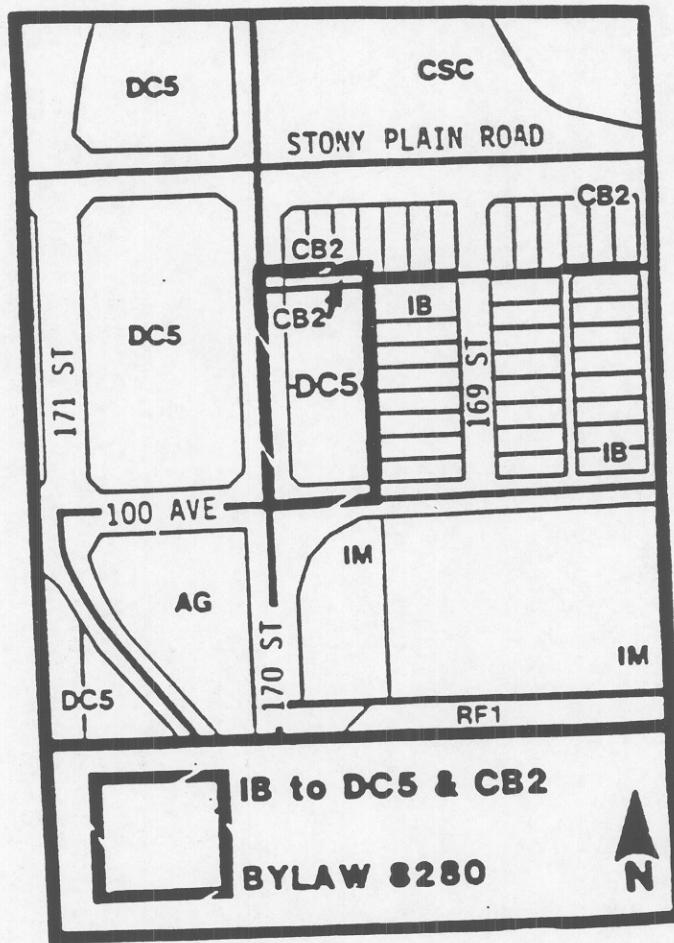 DC5
CSC
STONY PLAIN ROAD
CB2
CB2
CB2
IB
DC5
DC5
171 ST
169 ST
IB
100 AVE
IM
AG
170 ST
IM
DC5
RF1
IB to DC5 & CB2
BYLAW 8280
N